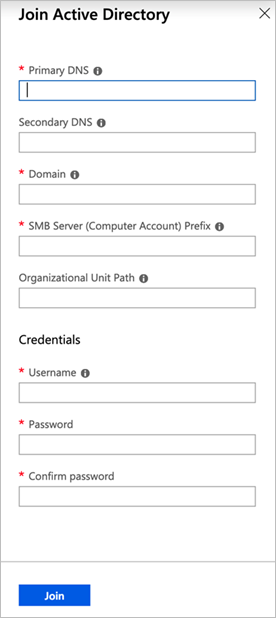 Join Active Directory
* Primary DNS
Secondary DNS
* Domain
* SMB Server (Computer Account) Prefix
Organizational Unit Path
Credentials
* Username
* Password
* Confirm password
Join